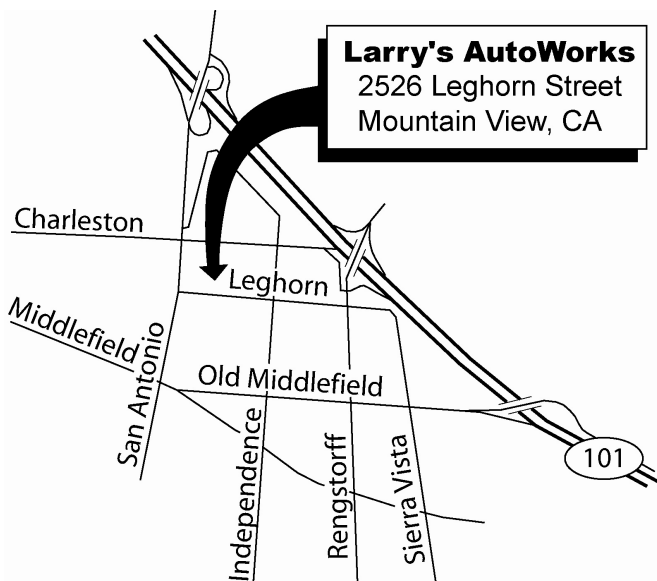 Larry's AutoWorks
2526 Leghorn Street
Mountain View, CA
Charleston
Leghorn
Middlefield
San Antonio
Old Middlefield
Independence
Rengstorff
Sierra Vista
101